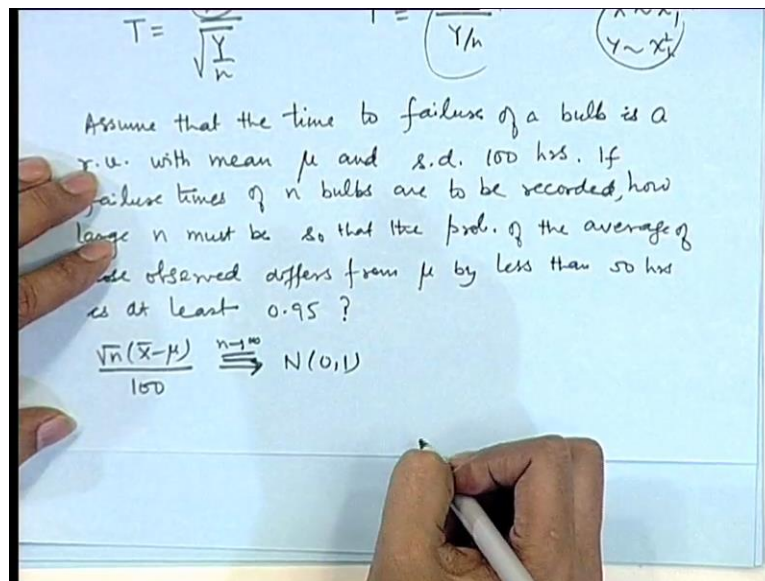 T = √Y/n T = Y/n Y ~ χ²
Assume that the time to failure of a bulb is a
r.v. with mean μ and s.d. 100 hrs. If
failure times of n bulbs are to be recorded, how
large n must be so that the prob. of the average of
observed differs from μ by less than 50 hrs
is at least 0.95 ?
√n(x̄-μ)/100 n→∞ ⟹ N(0,1)